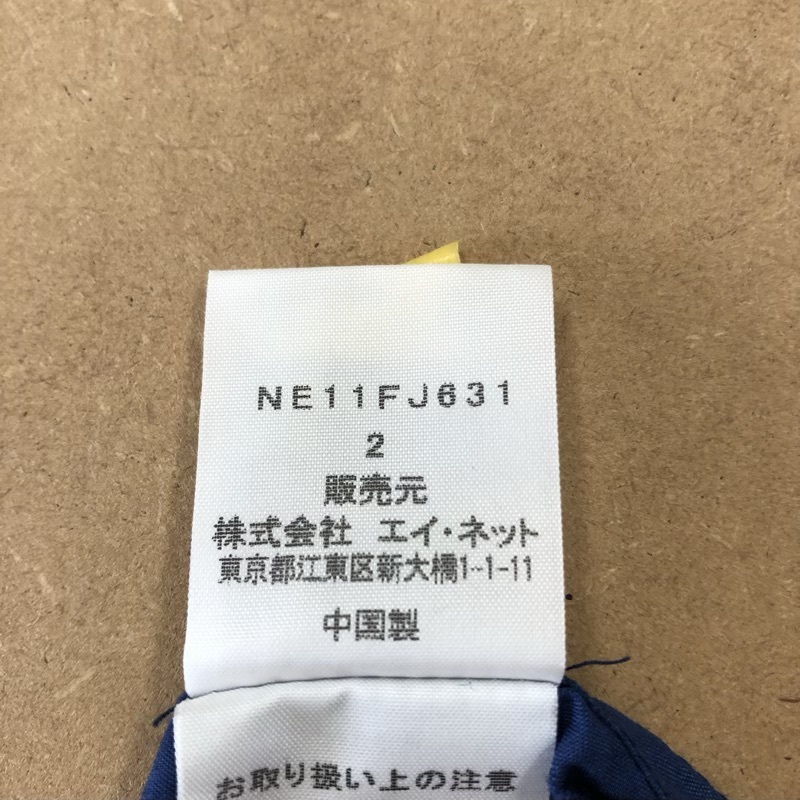 NE11FJ631
2
販売元
株式会社 エイ・ネット
東京都江東区新大橋1-1-11
中国製
お取り扱い上の注意